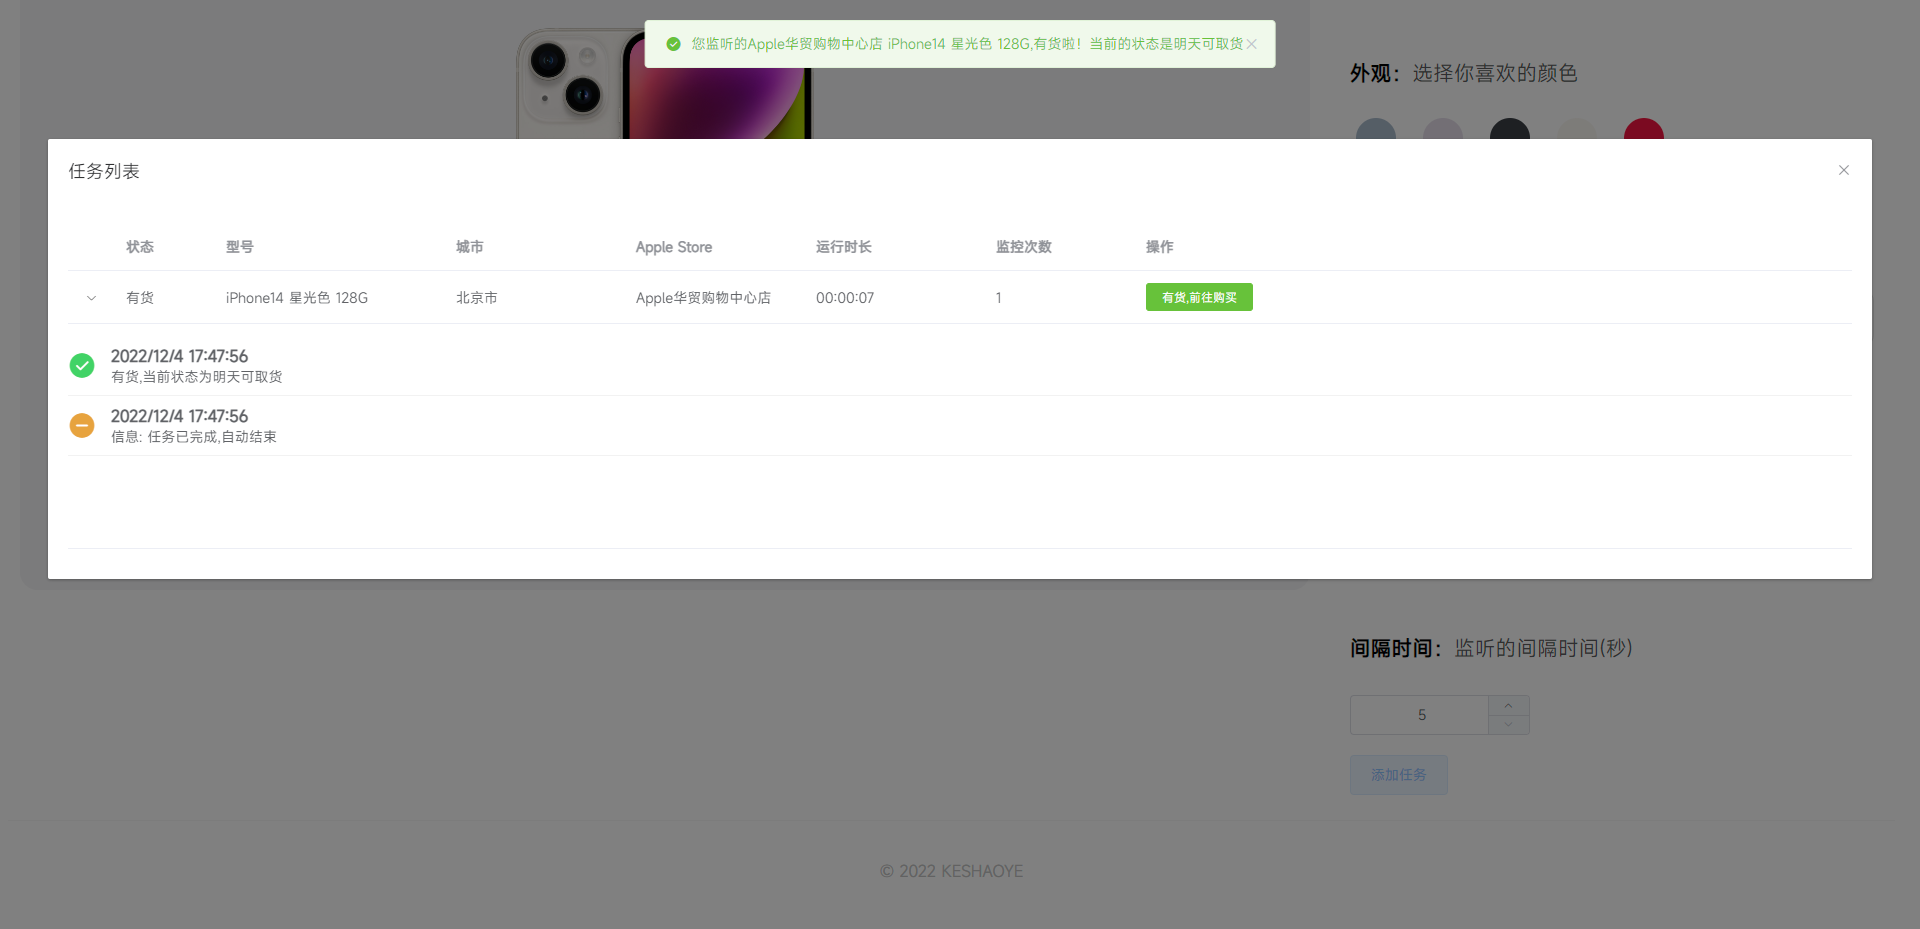 您监听的Apple华贸购物中心店 iPhone14 星光色 128G,有货啦！当前的状态是明天可取货
外观：选择你喜欢的颜色
任务列表
状态 型号 城市 Apple Store 运行时长 监控次数 操作
有货 iPhone14 星光色 128G 北京市 Apple华贸购物中心店 00:00:07 1 有货,前往购买
2022/12/4 17:47:56
有货,当前状态为明天可取货
2022/12/4 17:47:56
信息: 任务已完成,自动结束
间隔时间：监听的间隔时间(秒)
5
添加任务
© 2022 KESHAOYE